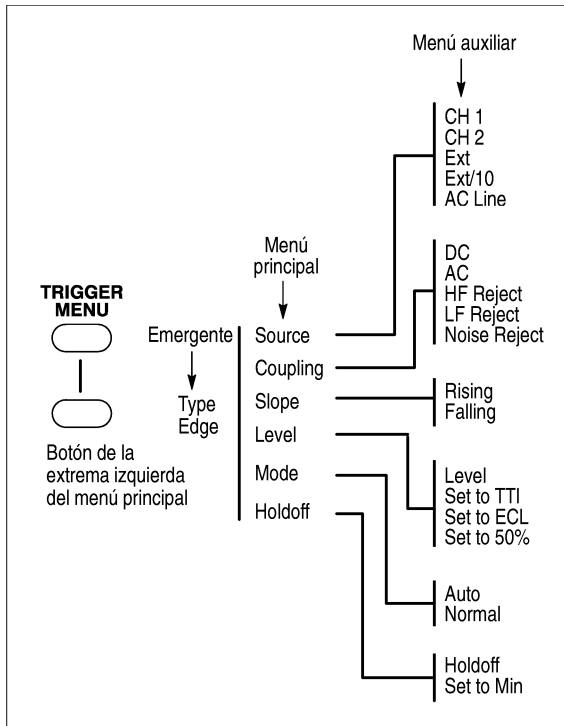 Menú auxiliar
CH 1
CH 2
Ext
Ext/10
AC Line
Menú
principal
DC
AC
HF Reject
LF Reject
Noise Reject
TRIGGER
MENU
Emergente
Type
Edge
Source
Coupling
Slope
Level
Mode
Holdoff
Rising
Falling
Botón de la
extrema izquierda
del menú principal
Level
Set to TTI
Set to ECL
Set to 50%
Auto
Normal
Holdoff
Set to Min